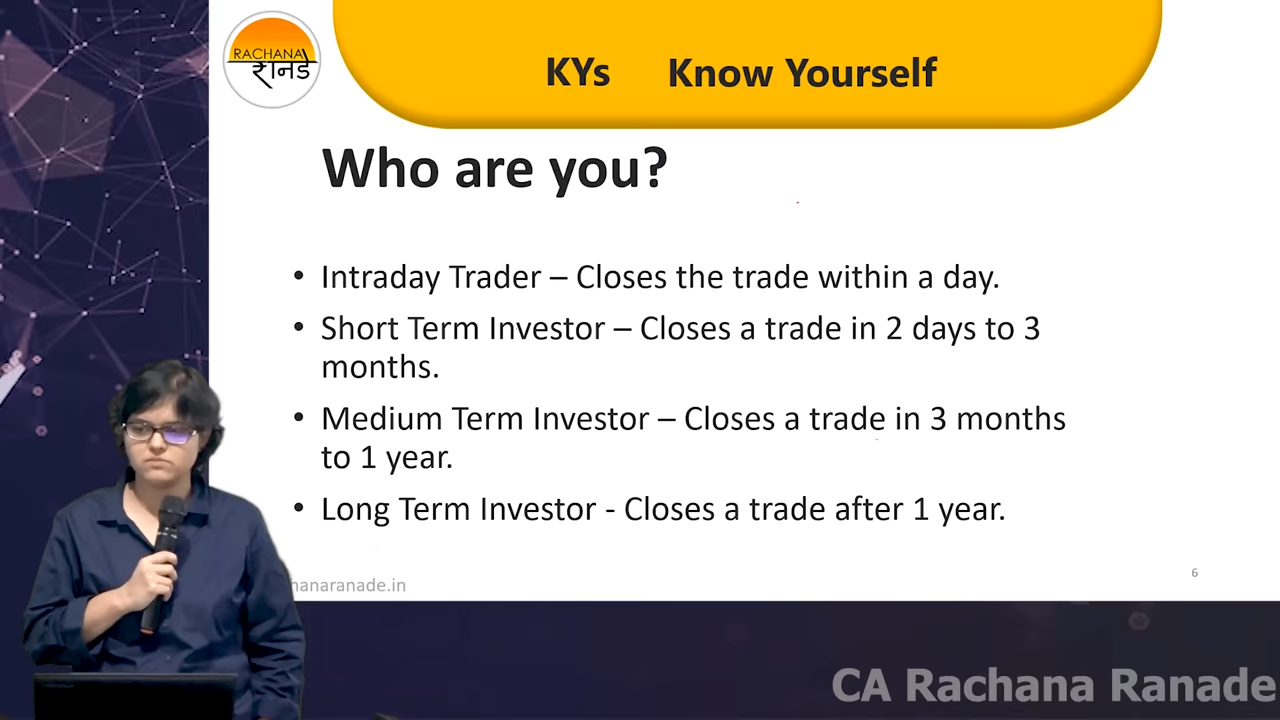 RACHANA
रानडे
KYs Know Yourself
Who are you?
• Intraday Trader – Closes the trade within a day.
• Short Term Investor – Closes a trade in 2 days to 3
months.
• Medium Term Investor – Closes a trade in 3 months
to 1 year.
• Long Term Investor - Closes a trade after 1 year.
hanaranade.in
6
CA Rachana Ranade